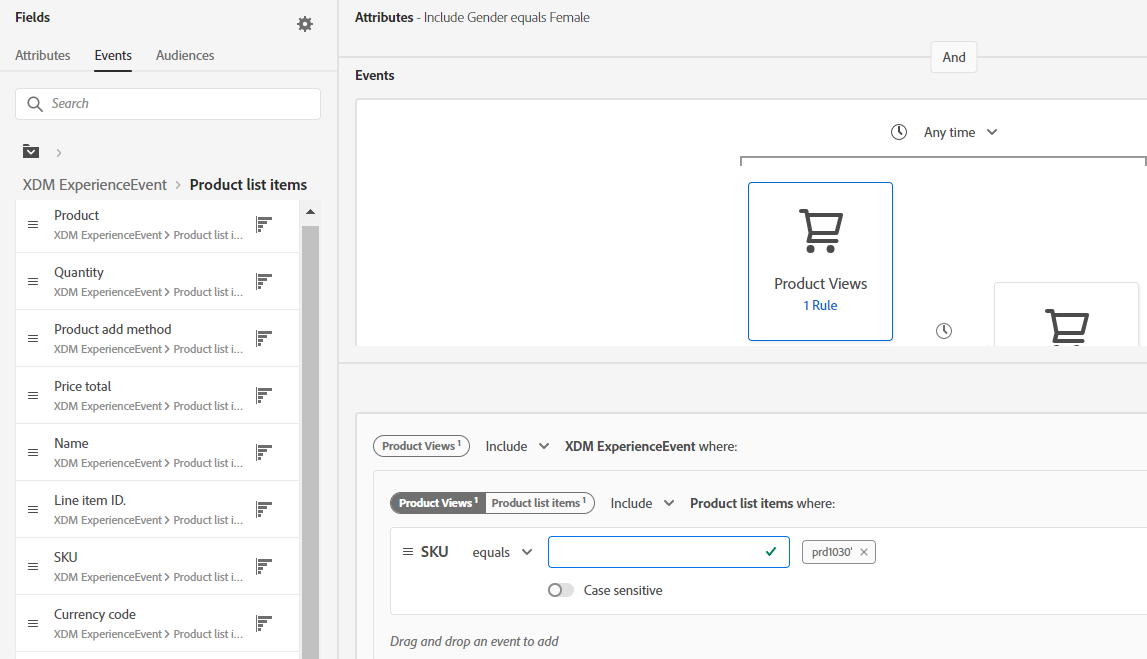 Fields
Attributes Events Audiences
Search
XDM ExperienceEvent > Product list items
Product
XDM ExperienceEvent > Product list i...
Quantity
XDM ExperienceEvent > Product list i...
Product add method
XDM ExperienceEvent > Product list i...
Price total
XDM ExperienceEvent > Product list i...
Name
XDM ExperienceEvent > Product list i...
Line item ID.
XDM ExperienceEvent > Product list i...
SKU
XDM ExperienceEvent > Product list i...
Currency code
XDM ExperienceEvent > Product list i...
Attributes - Include Gender equals Female
And
Events
Any time
Product Views
1 Rule
Product Views 1 Include XDM ExperienceEvent where:
Product Views 1 Product list items 1 Include Product list items where:
SKU equals prd1030'
Case sensitive
Drag and drop an event to add